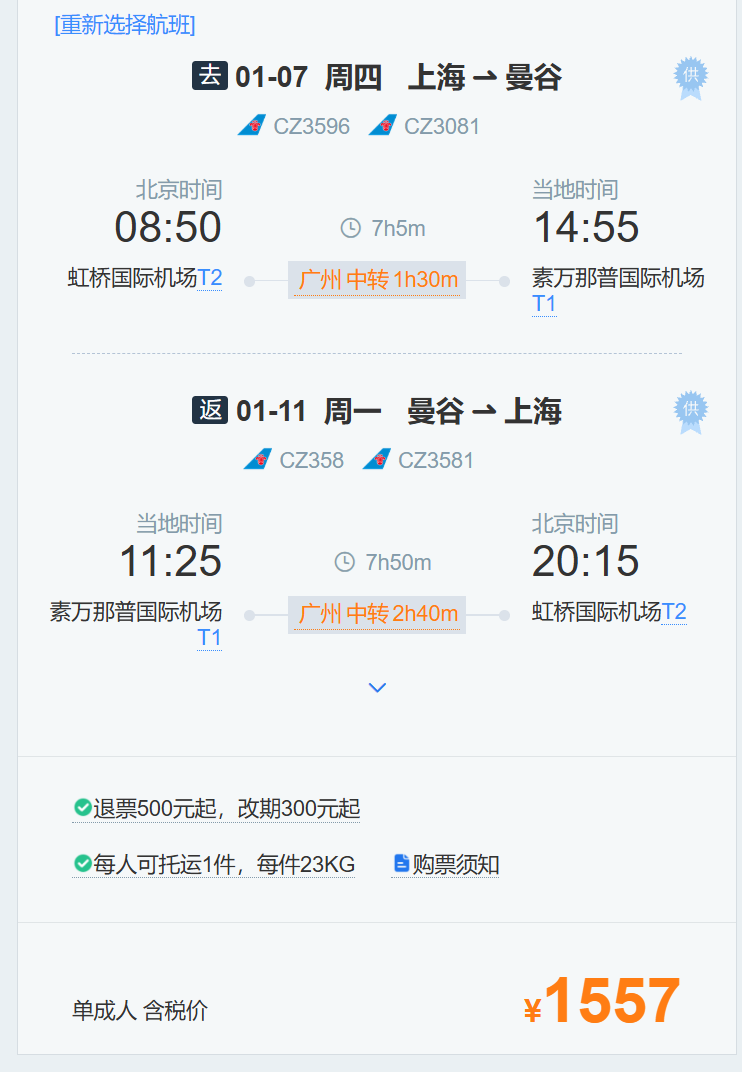 [重新选择航班]
去 01-07 周四 上海 ⇀ 曼谷 供
CZ3596 CZ3081
北京时间 当地时间
08:50 7h5m 14:55
虹桥国际机场T2 广州 中转 1h30m 素万那普国际机场
T1
返 01-11 周一 曼谷 ⇀ 上海 供
CZ358 CZ3581
当地时间 北京时间
11:25 7h50m 20:15
素万那普国际机场 广州 中转 2h40m 虹桥国际机场T2
T1
退票500元起，改期300元起
每人可托运1件，每件23KG 购票须知
单成人 含税价 ¥1557